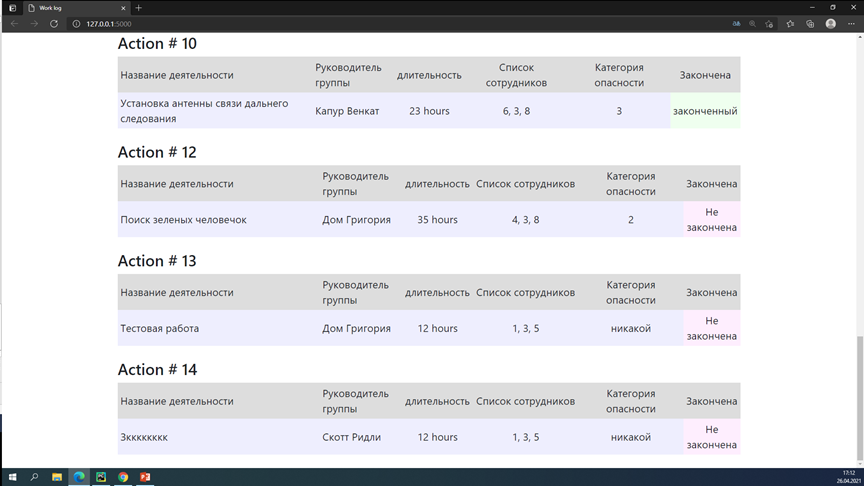 Work log
127.0.0.1:5000
Action # 10
Название деятельности Руководитель группы длительность Список сотрудников Категория опасности Закончена
Установка антенны связи дальнего следования Капур Венкат 23 hours 6, 3, 8 3 законченный
Action # 12
Название деятельности Руководитель группы длительность Список сотрудников Категория опасности Закончена
Поиск зеленых человечок Дом Григория 35 hours 4, 3, 8 2 Не закончена
Action # 13
Название деятельности Руководитель группы длительность Список сотрудников Категория опасности Закончена
Тестовая работа Дом Григория 12 hours 1, 3, 5 никакой Не закончена
Action # 14
Название деятельности Руководитель группы длительность Список сотрудников Категория опасности Закончена
Зкккккккк Скотт Ридли 12 hours 1, 3, 5 никакой Не закончена
17:12
26.04.2021